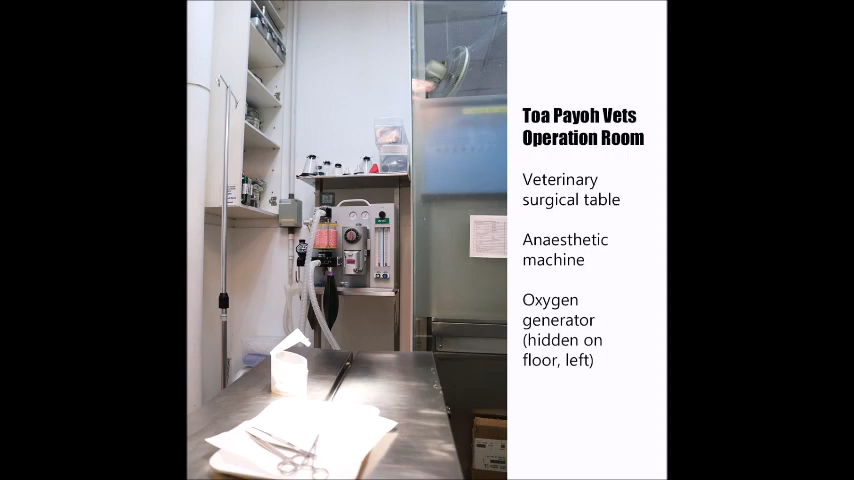 Toa Payoh Vets
Operation Room
Veterinary
surgical table
Anaesthetic
machine
Oxygen
generator
(hidden on
floor, left)